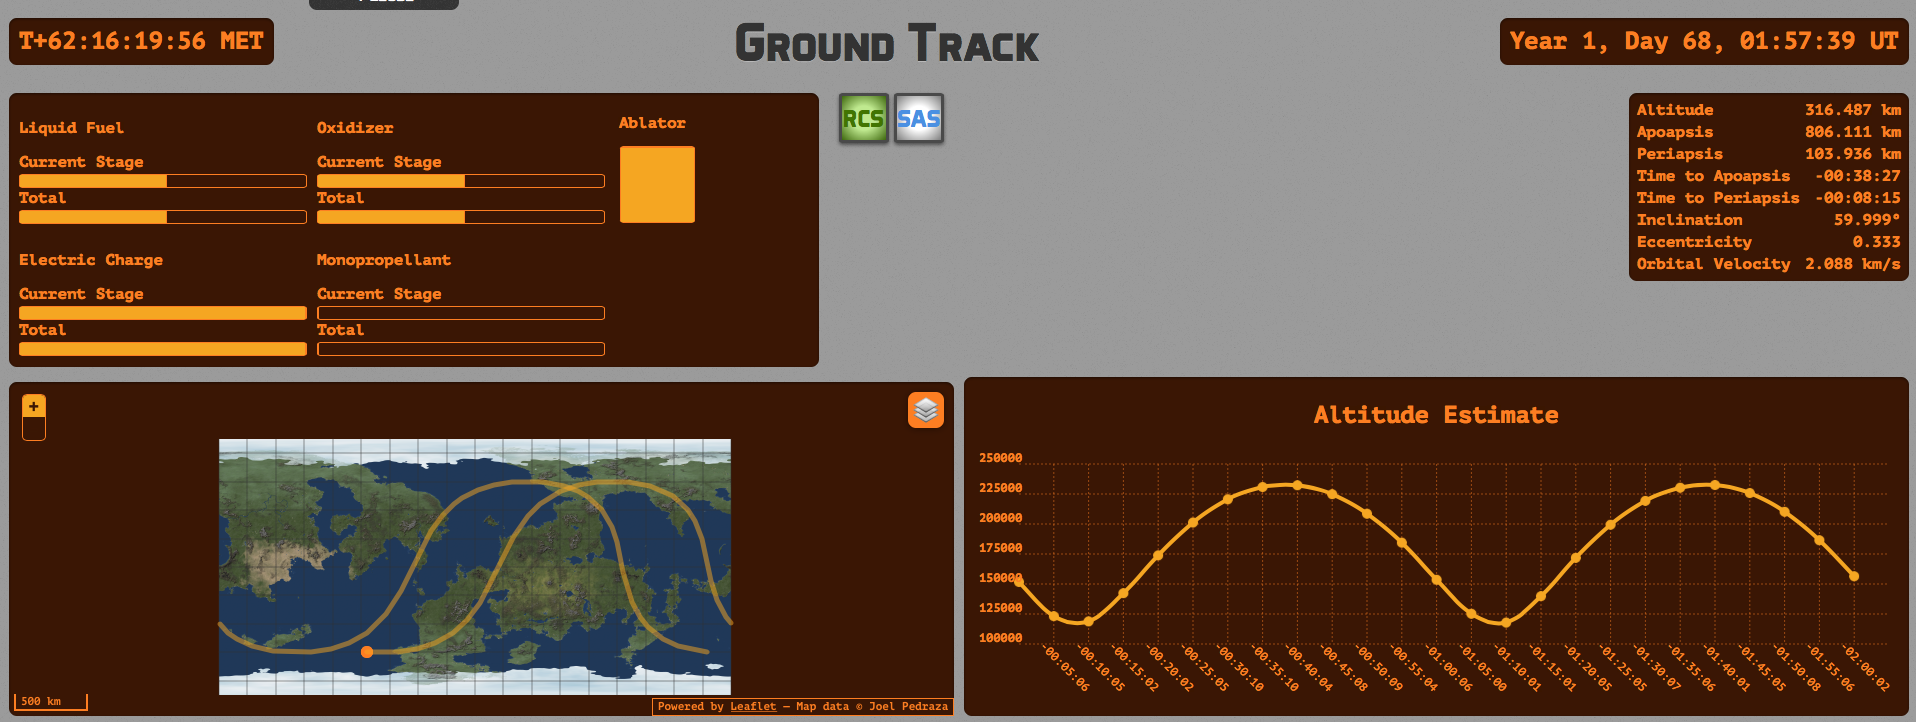 T+62:16:19:56 MET
Ground Track
Year 1, Day 68, 01:57:39 UT
Liquid Fuel
Current Stage
Total
Oxidizer
Current Stage
Total
Ablator
Electric Charge
Current Stage
Total
Monopropellant
Current Stage
Total
RCS
SAS
Altitude 316.487 km
Apoapsis 806.111 km
Periapsis 103.936 km
Time to Apoapsis -00:38:27
Time to Periapsis -00:08:15
Inclination 59.999°
Eccentricity 0.333
Orbital Velocity 2.088 km/s
+
500 km
Powered by Leaflet — Map data © Joel Pedraza
Altitude Estimate
250000
225000
200000
175000
150000
125000
100000
-00:05:06
-00:10:05
-00:15:02
-00:20:02
-00:25:05
-00:30:10
-00:35:10
-00:40:04
-00:45:08
-00:50:09
-00:55:04
-01:00:06
-01:05:00
-01:10:01
-01:15:01
-01:20:05
-01:25:05
-01:30:07
-01:35:06
-01:40:01
-01:45:05
-01:50:08
-01:55:06
-02:00:02